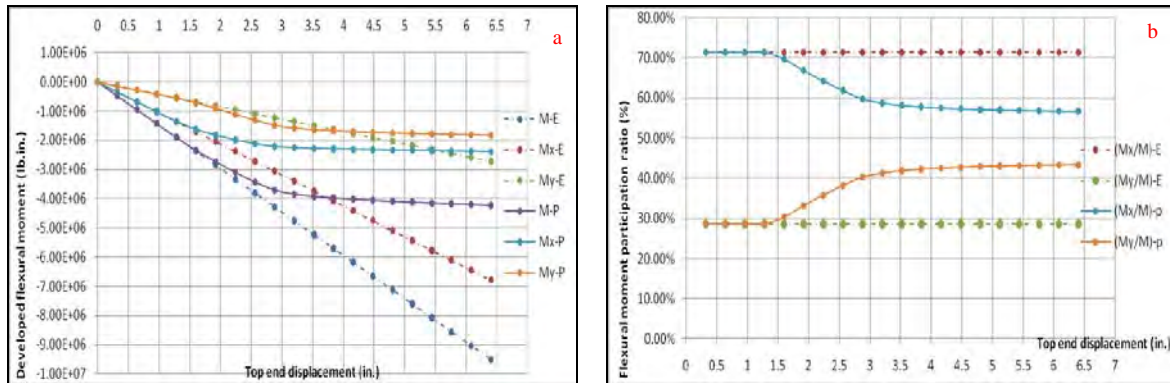 0 0.5 1 1.5 2 2.5 3 3.5 4 4.5 5 5.5 6 6.5 7
a
1.00E+06
0.00E+00
-1.00E+06
-2.00E+06
-3.00E+06
-4.00E+06
-5.00E+06
-6.00E+06
-7.00E+06
-8.00E+06
-9.00E+06
-1.00E+07
Developed flexural moment (lb.in.)
Top end displacement (in.)
M-E
Mx-E
My-E
M-P
Mx-P
My-P
b
80.00%
70.00%
60.00%
50.00%
40.00%
30.00%
20.00%
10.00%
0.00%
Flexural moment participation ratio (%)
(Mx/M)-E
(My/M)-E
(Mx/M)-p
(My/M)-p
Top end displacement (in.)
0 0.5 1 1.5 2 2.5 3 3.5 4 4.5 5 5.5 6 6.5 7